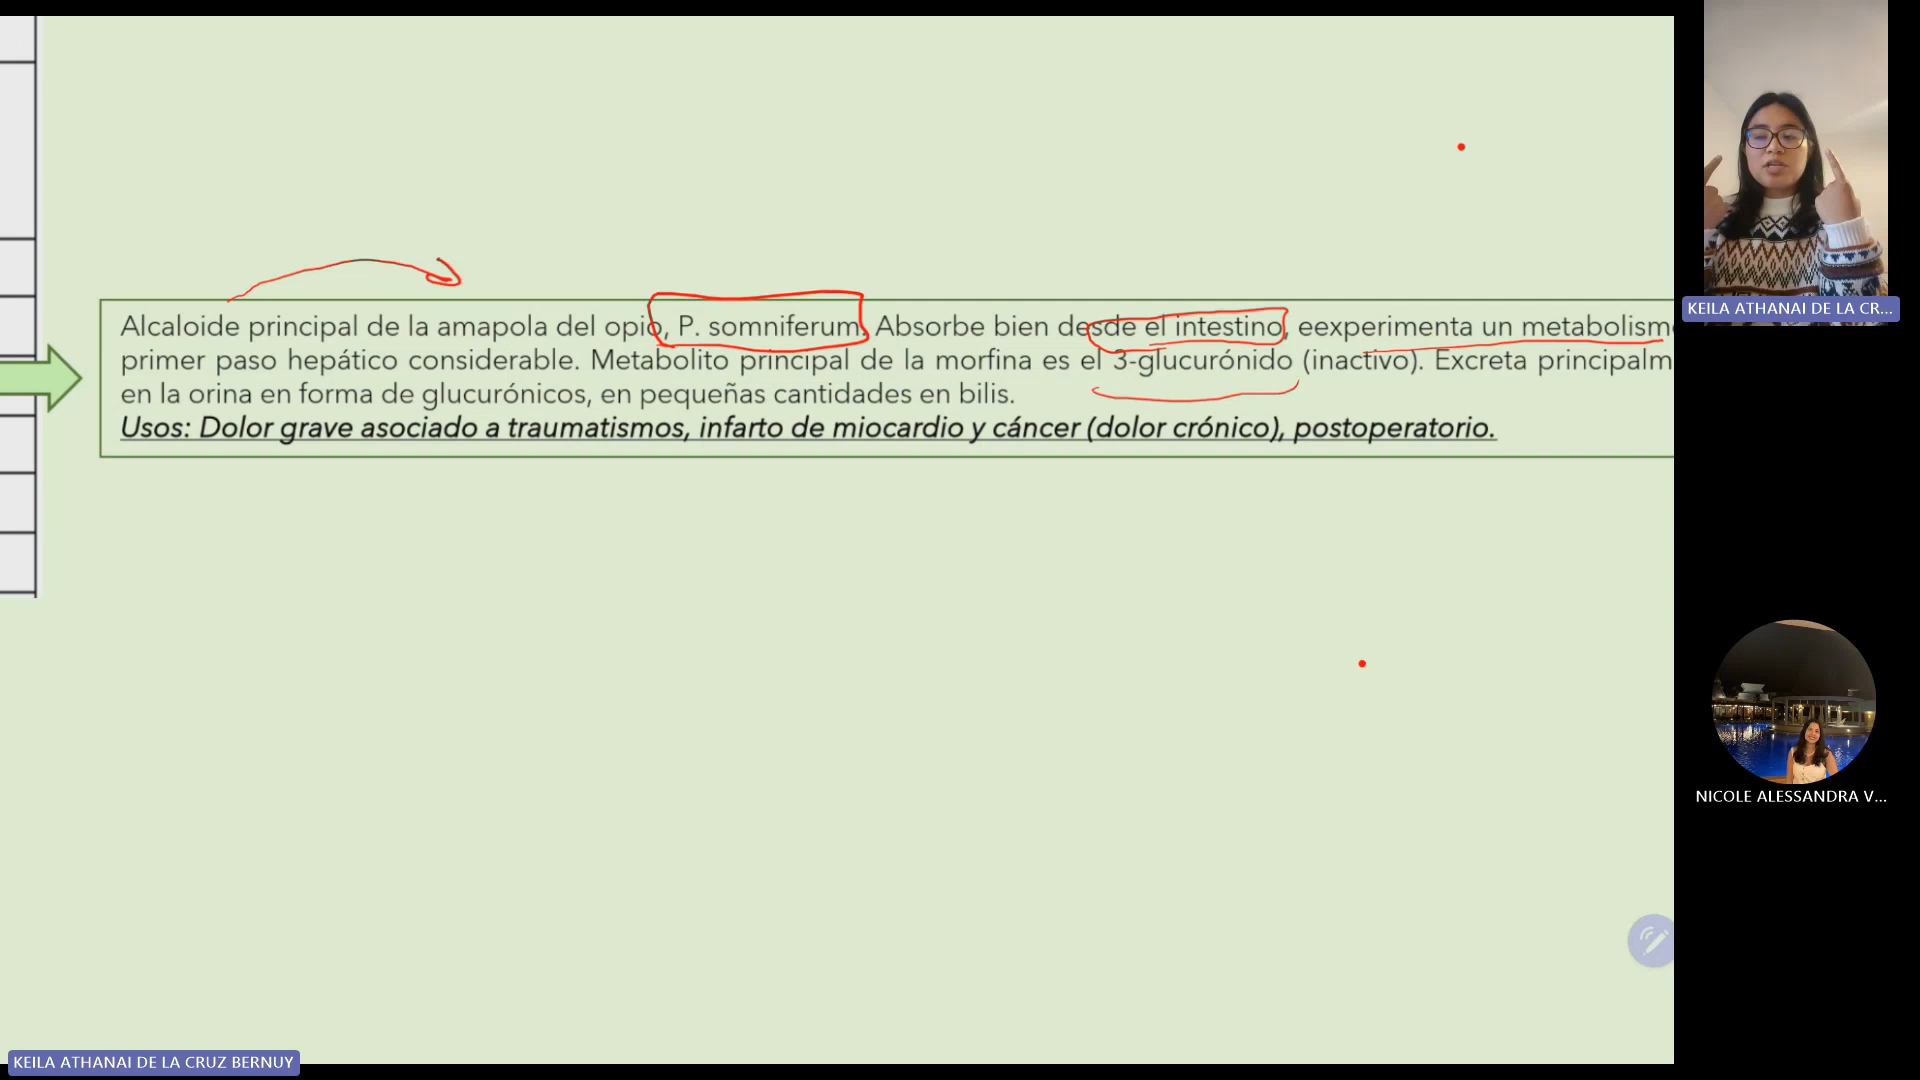 Alcaloide principal de la amapola del opio, P. somniferum. Absorbe bien desde el intestino, eexperimenta un metabolism
primer paso hepático considerable. Metabolito principal de la morfina es el 3-glucurónido (inactivo). Excreta principalm
en la orina en forma de glucurónicos, en pequeñas cantidades en bilis.
Usos: Dolor grave asociado a traumatismos, infarto de miocardio y cáncer (dolor crónico), postoperatorio.
KEILA ATHANAI DE LA CR...
NICOLE ALESSANDRA V...
KEILA ATHANAI DE LA CRUZ BERNUY